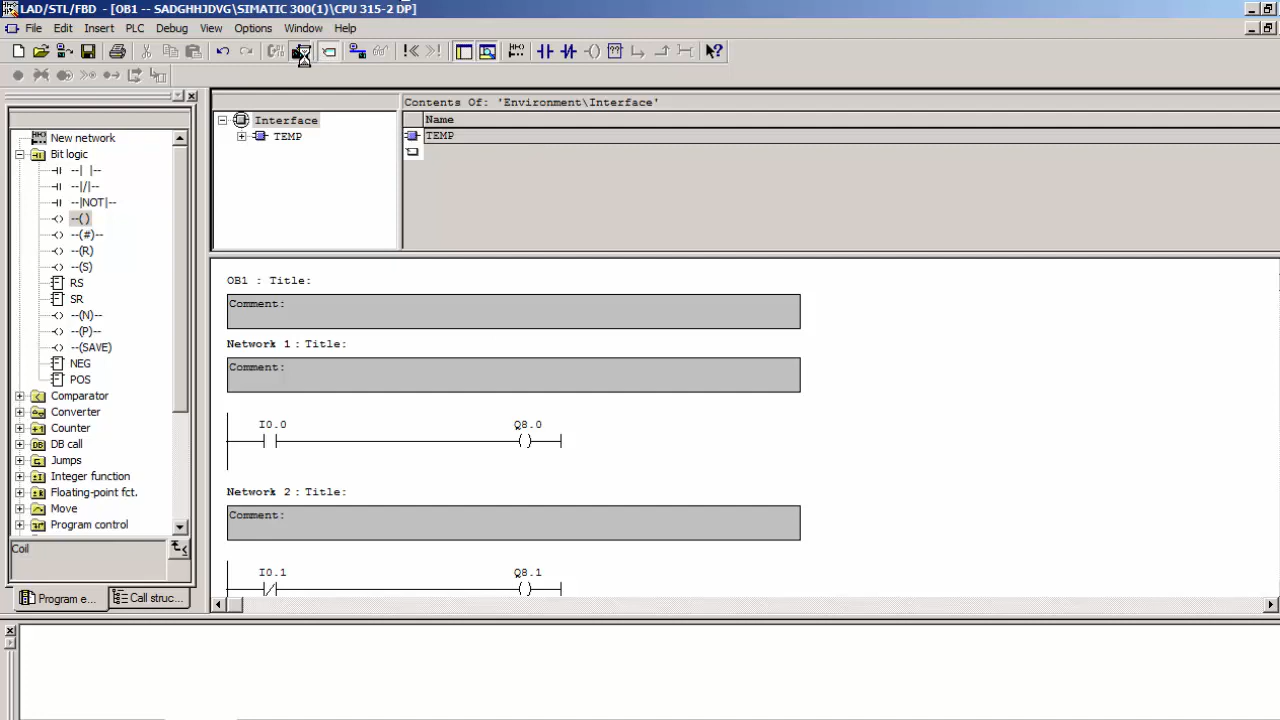 LAD/STL/FBD - [OB1 -- SADGHHJDVG\SIMATIC 300(1)\CPU 315-2 DP]
File Edit Insert PLC Debug View Options Window Help
New network
Bit logic
--| |--
--|/|--
--|NOT|--
--()
--(#)--
--(R)
--(S)
RS
SR
--(N)--
--(P)--
--(SAVE)
NEG
POS
Comparator
Converter
Counter
DB call
Jumps
Integer function
Floating-point fct.
Move
Program control
Coil
Program e...
Call struc...
Interface
TEMP
Contents Of: 'Environment\Interface'
Name
TEMP
OB1 : Title:
Comment:
Network 1 : Title:
Comment:
I0.0 Q8.0
Network 2 : Title:
Comment:
I0.1 Q8.1